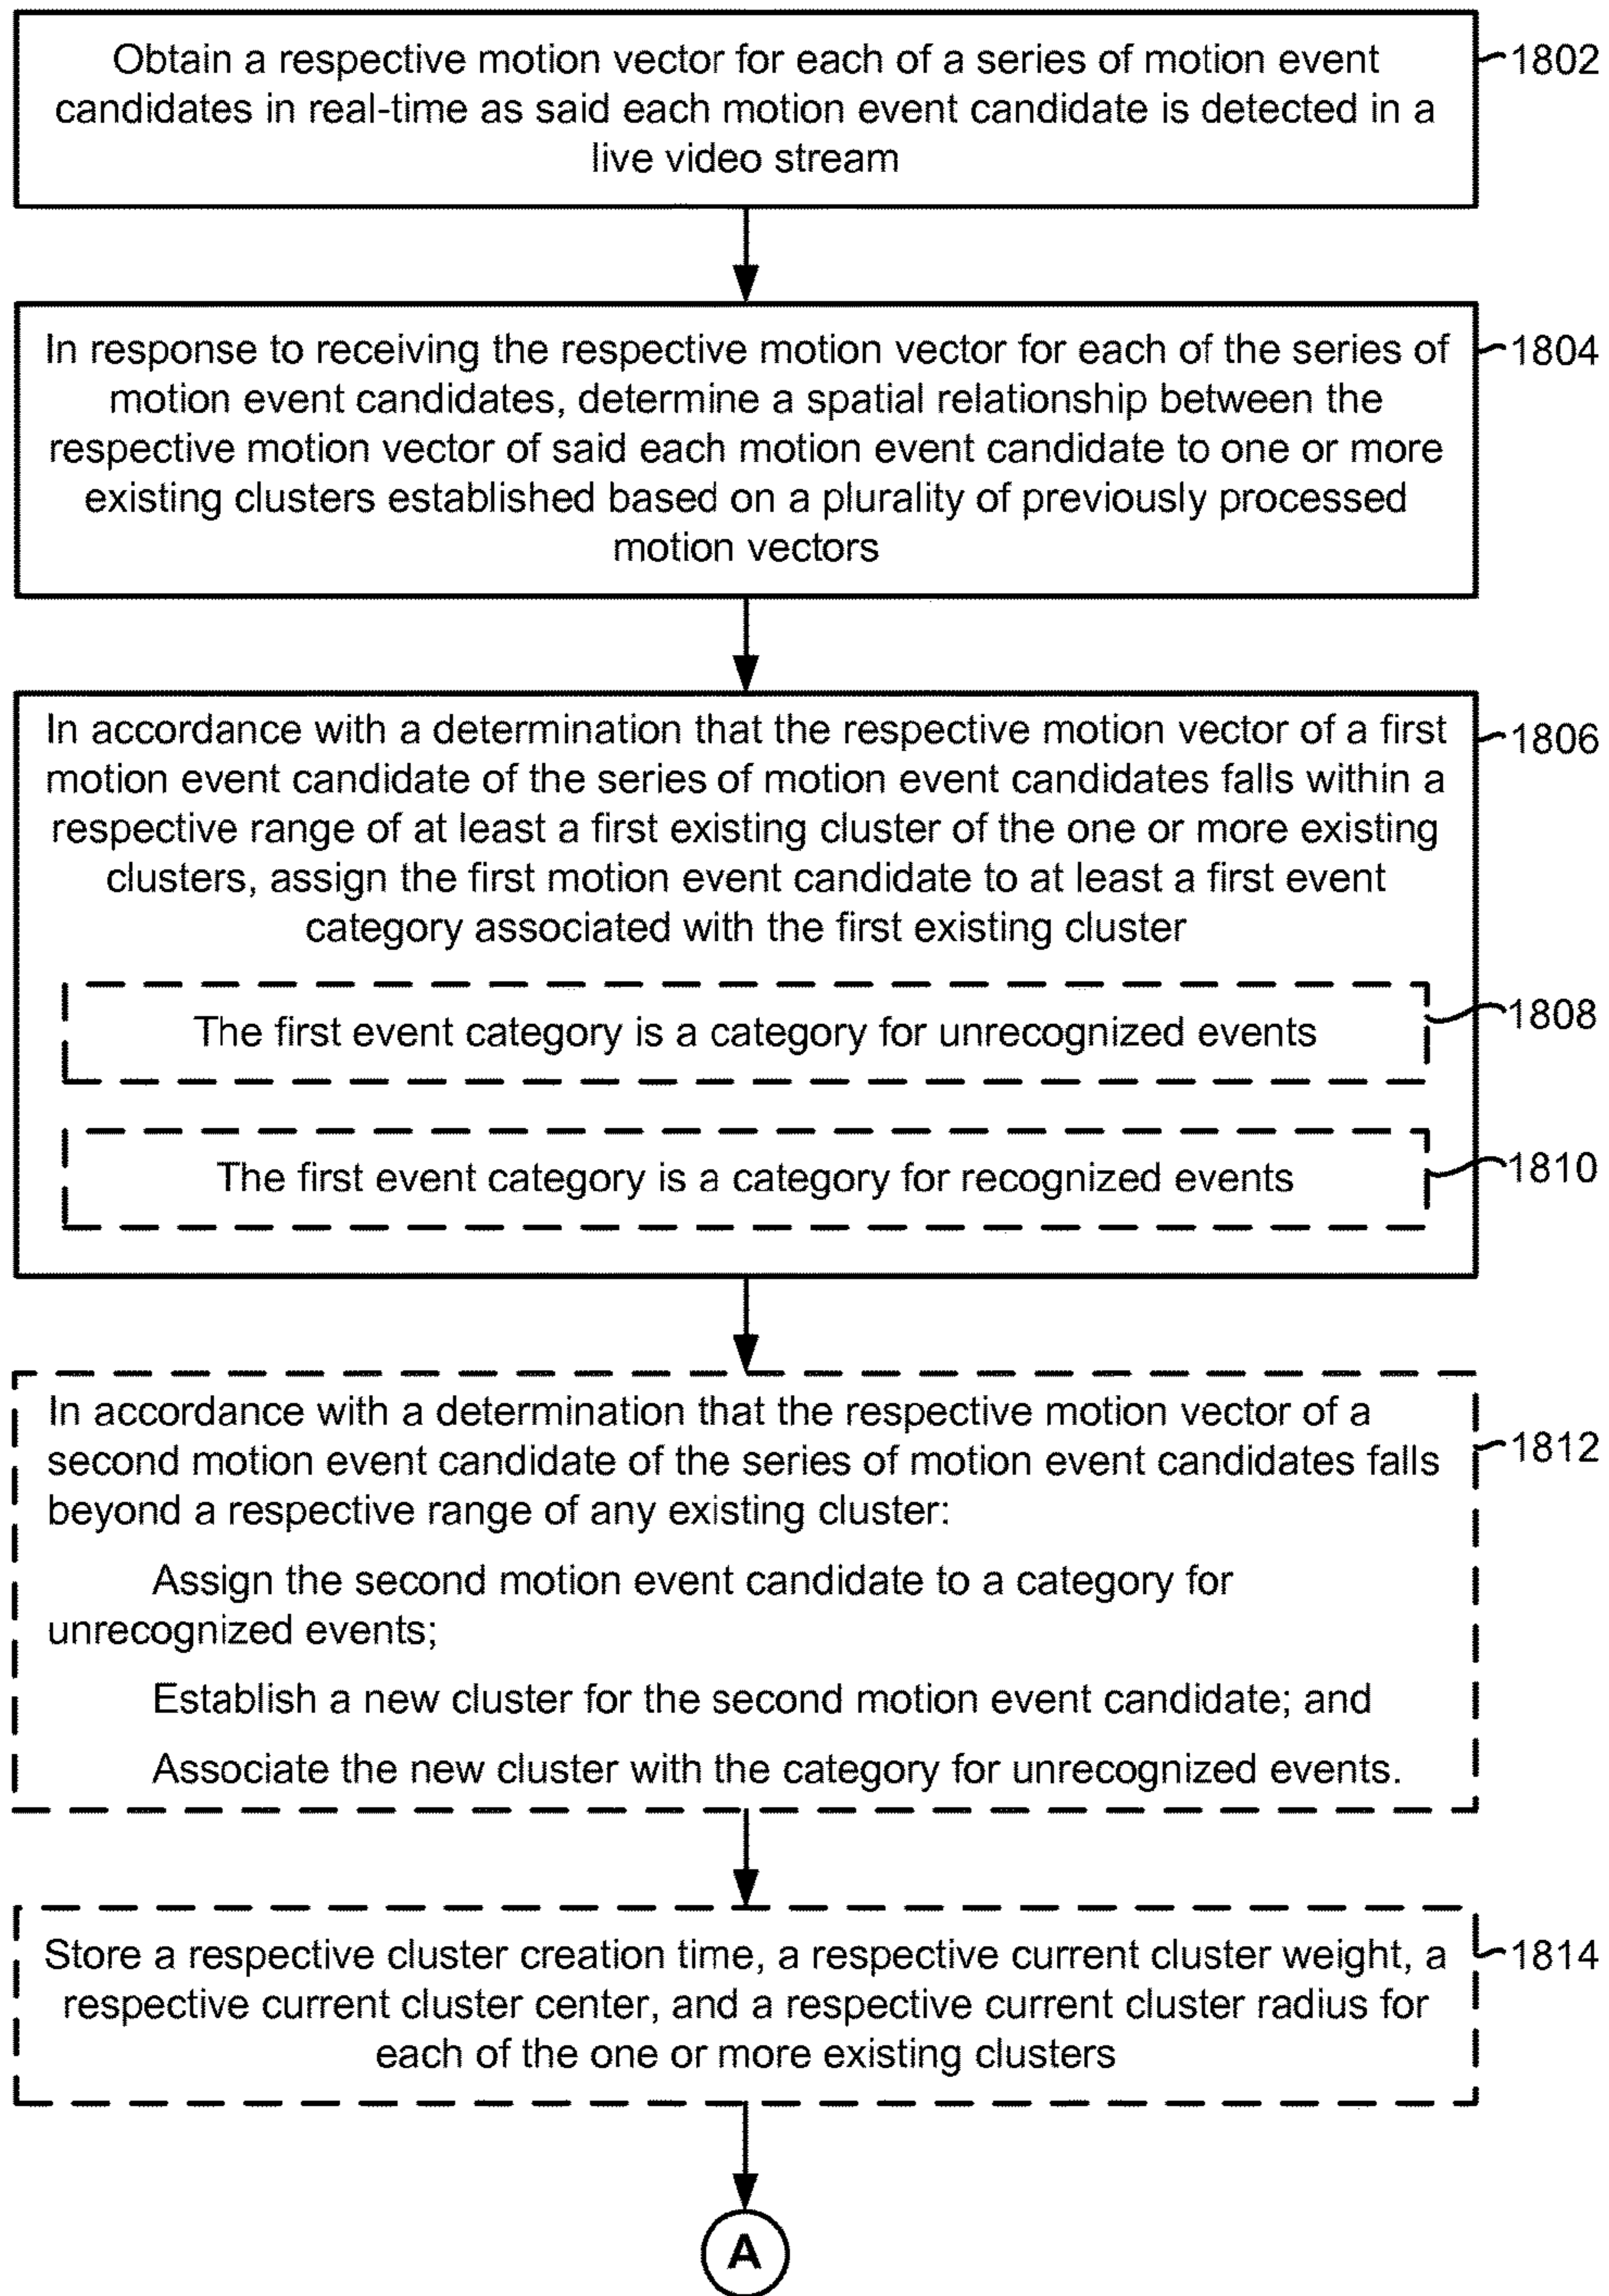 Obtain a respective motion vector for each of a series of motion event
candidates in real-time as said each motion event candidate is detected in a
live video stream
1802
In response to receiving the respective motion vector for each of the series of
motion event candidates, determine a spatial relationship between the
respective motion vector of said each motion event candidate to one or more
existing clusters established based on a plurality of previously processed
motion vectors
1804
In accordance with a determination that the respective motion vector of a first
motion event candidate of the series of motion event candidates falls within a
respective range of at least a first existing cluster of the one or more existing
clusters, assign the first motion event candidate to at least a first event
category associated with the first existing cluster
1806
The first event category is a category for unrecognized events
1808
The first event category is a category for recognized events
1810
In accordance with a determination that the respective motion vector of a
second motion event candidate of the series of motion event candidates falls
beyond a respective range of any existing cluster:
Assign the second motion event candidate to a category for
unrecognized events;
Establish a new cluster for the second motion event candidate; and
Associate the new cluster with the category for unrecognized events.
1812
Store a respective cluster creation time, a respective current cluster weight, a
respective current cluster center, and a respective current cluster radius for
each of the one or more existing clusters
1814
A